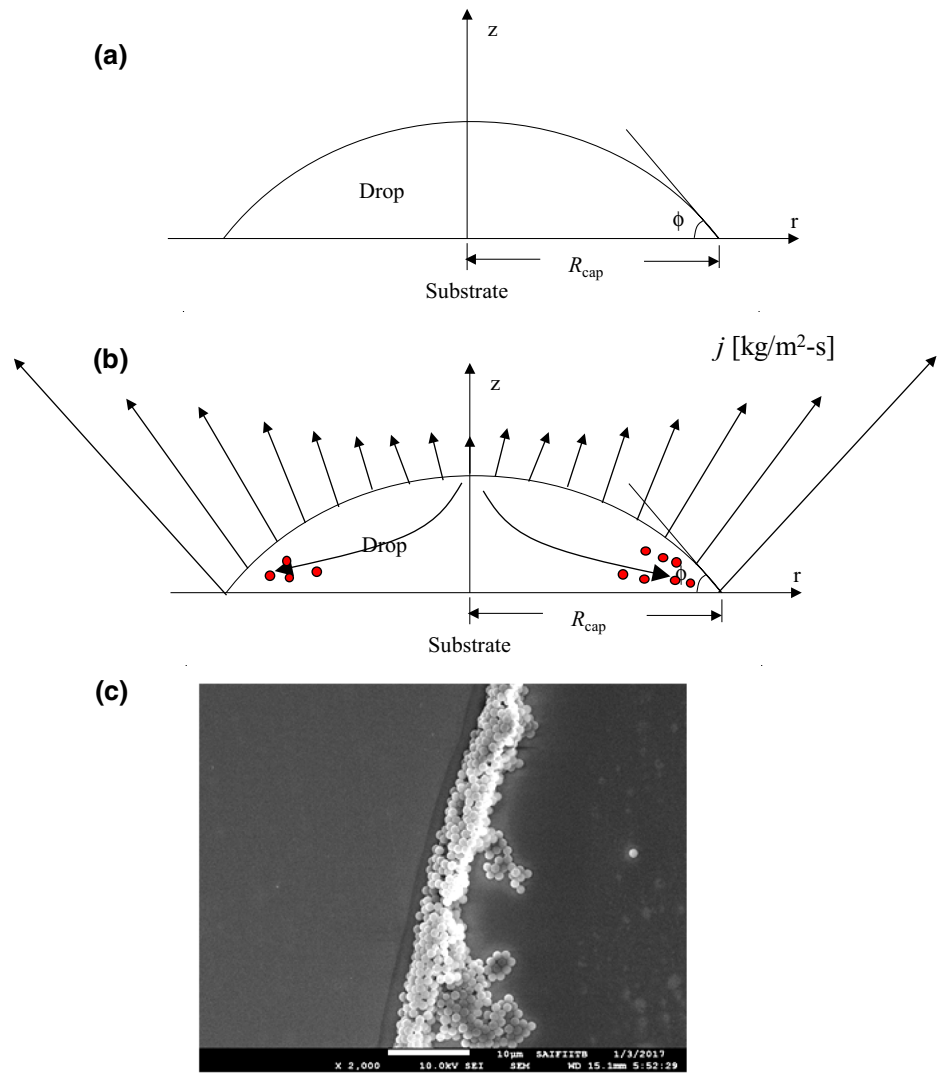 (a)
z
Drop
ϕ
r
R_cap
Substrate
(b)
j [kg/m²-s]
z
Drop
ϕ
r
R_cap
Substrate
(c)
10µm SAIFIITB 1/3/2017
X 2,000 10.0kV SEI SEM WD 15.1mm 5:52:29